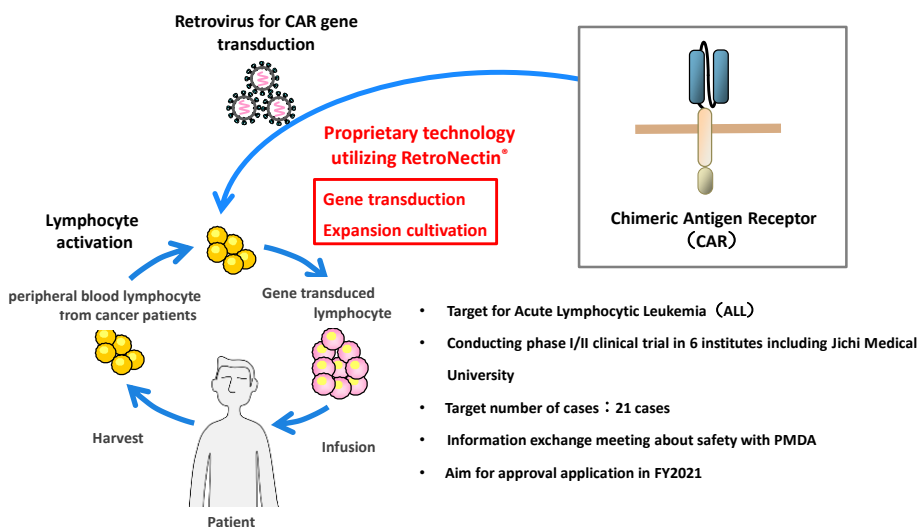 Retrovirus for CAR gene
transduction
Proprietary technology
utilizing RetroNectin®
Gene transduction
Expansion cultivation
Chimeric Antigen Receptor
（CAR）
Lymphocyte
activation
peripheral blood lymphocyte
from cancer patients
Gene transduced
lymphocyte
Harvest
Infusion
Patient
• Target for Acute Lymphocytic Leukemia（ALL）
• Conducting phase I/II clinical trial in 6 institutes including Jichi Medical
University
• Target number of cases：21 cases
• Information exchange meeting about safety with PMDA
• Aim for approval application in FY2021